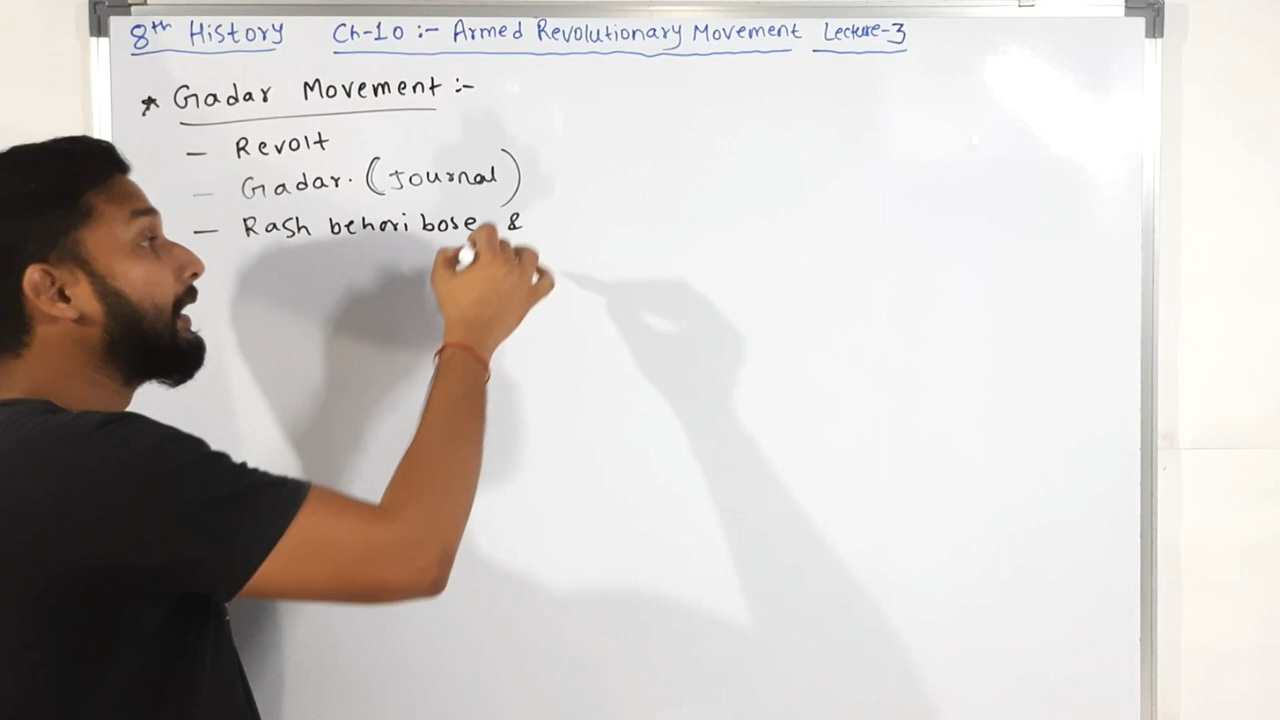 8th History Ch-10 :- Armed Revolutionary Movement Lecture-3
* Gadar Movement :-
- Revolt
- Gadar. (Journal)
- Rash behari bose &